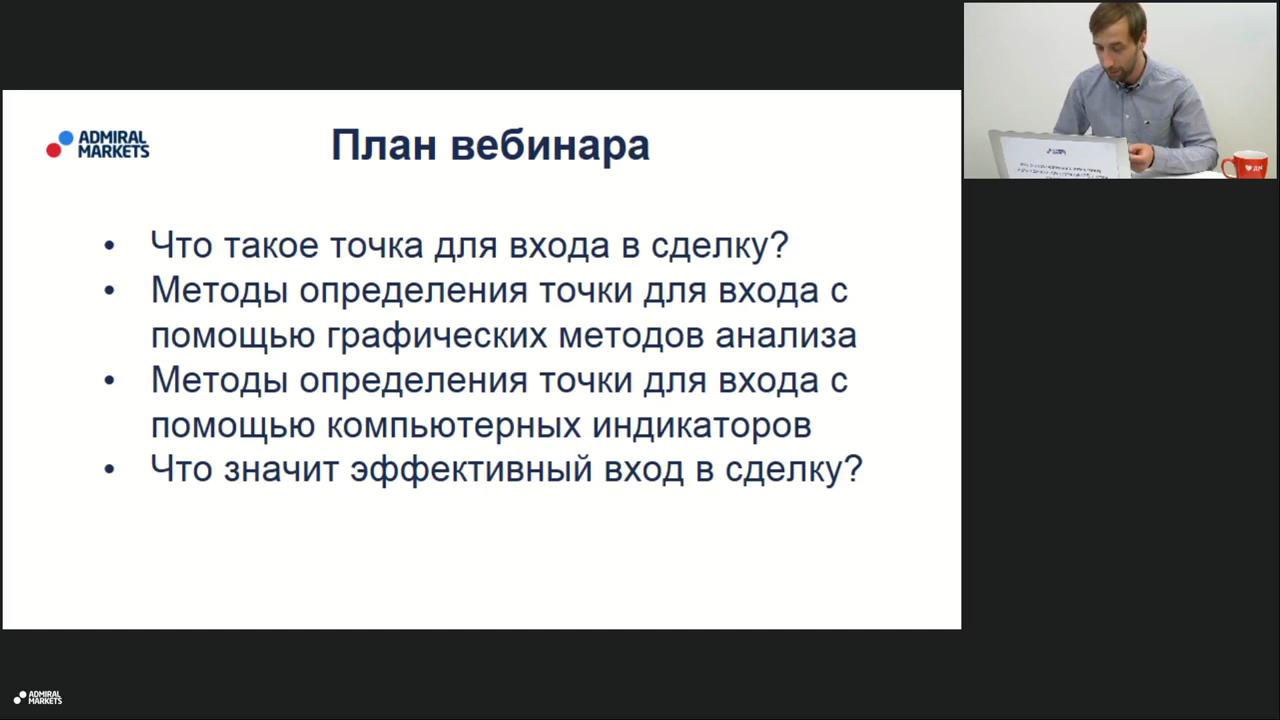 ADMIRAL
MARKETS
План вебинара
• Что такое точка для входа в сделку?
• Методы определения точки для входа с
помощью графических методов анализа
• Методы определения точки для входа с
помощью компьютерных индикаторов
• Что значит эффективный вход в сделку?
ADMIRAL
MARKETS